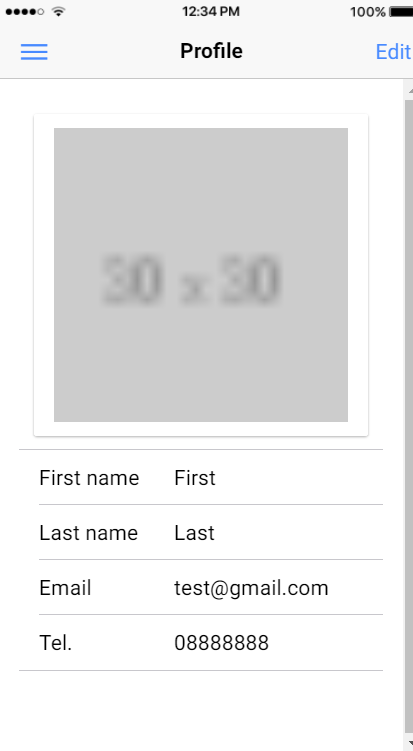 12:34 PM 100%
Profile Edit
30 x 30
First name First
Last name Last
Email test@gmail.com
Tel. 08888888